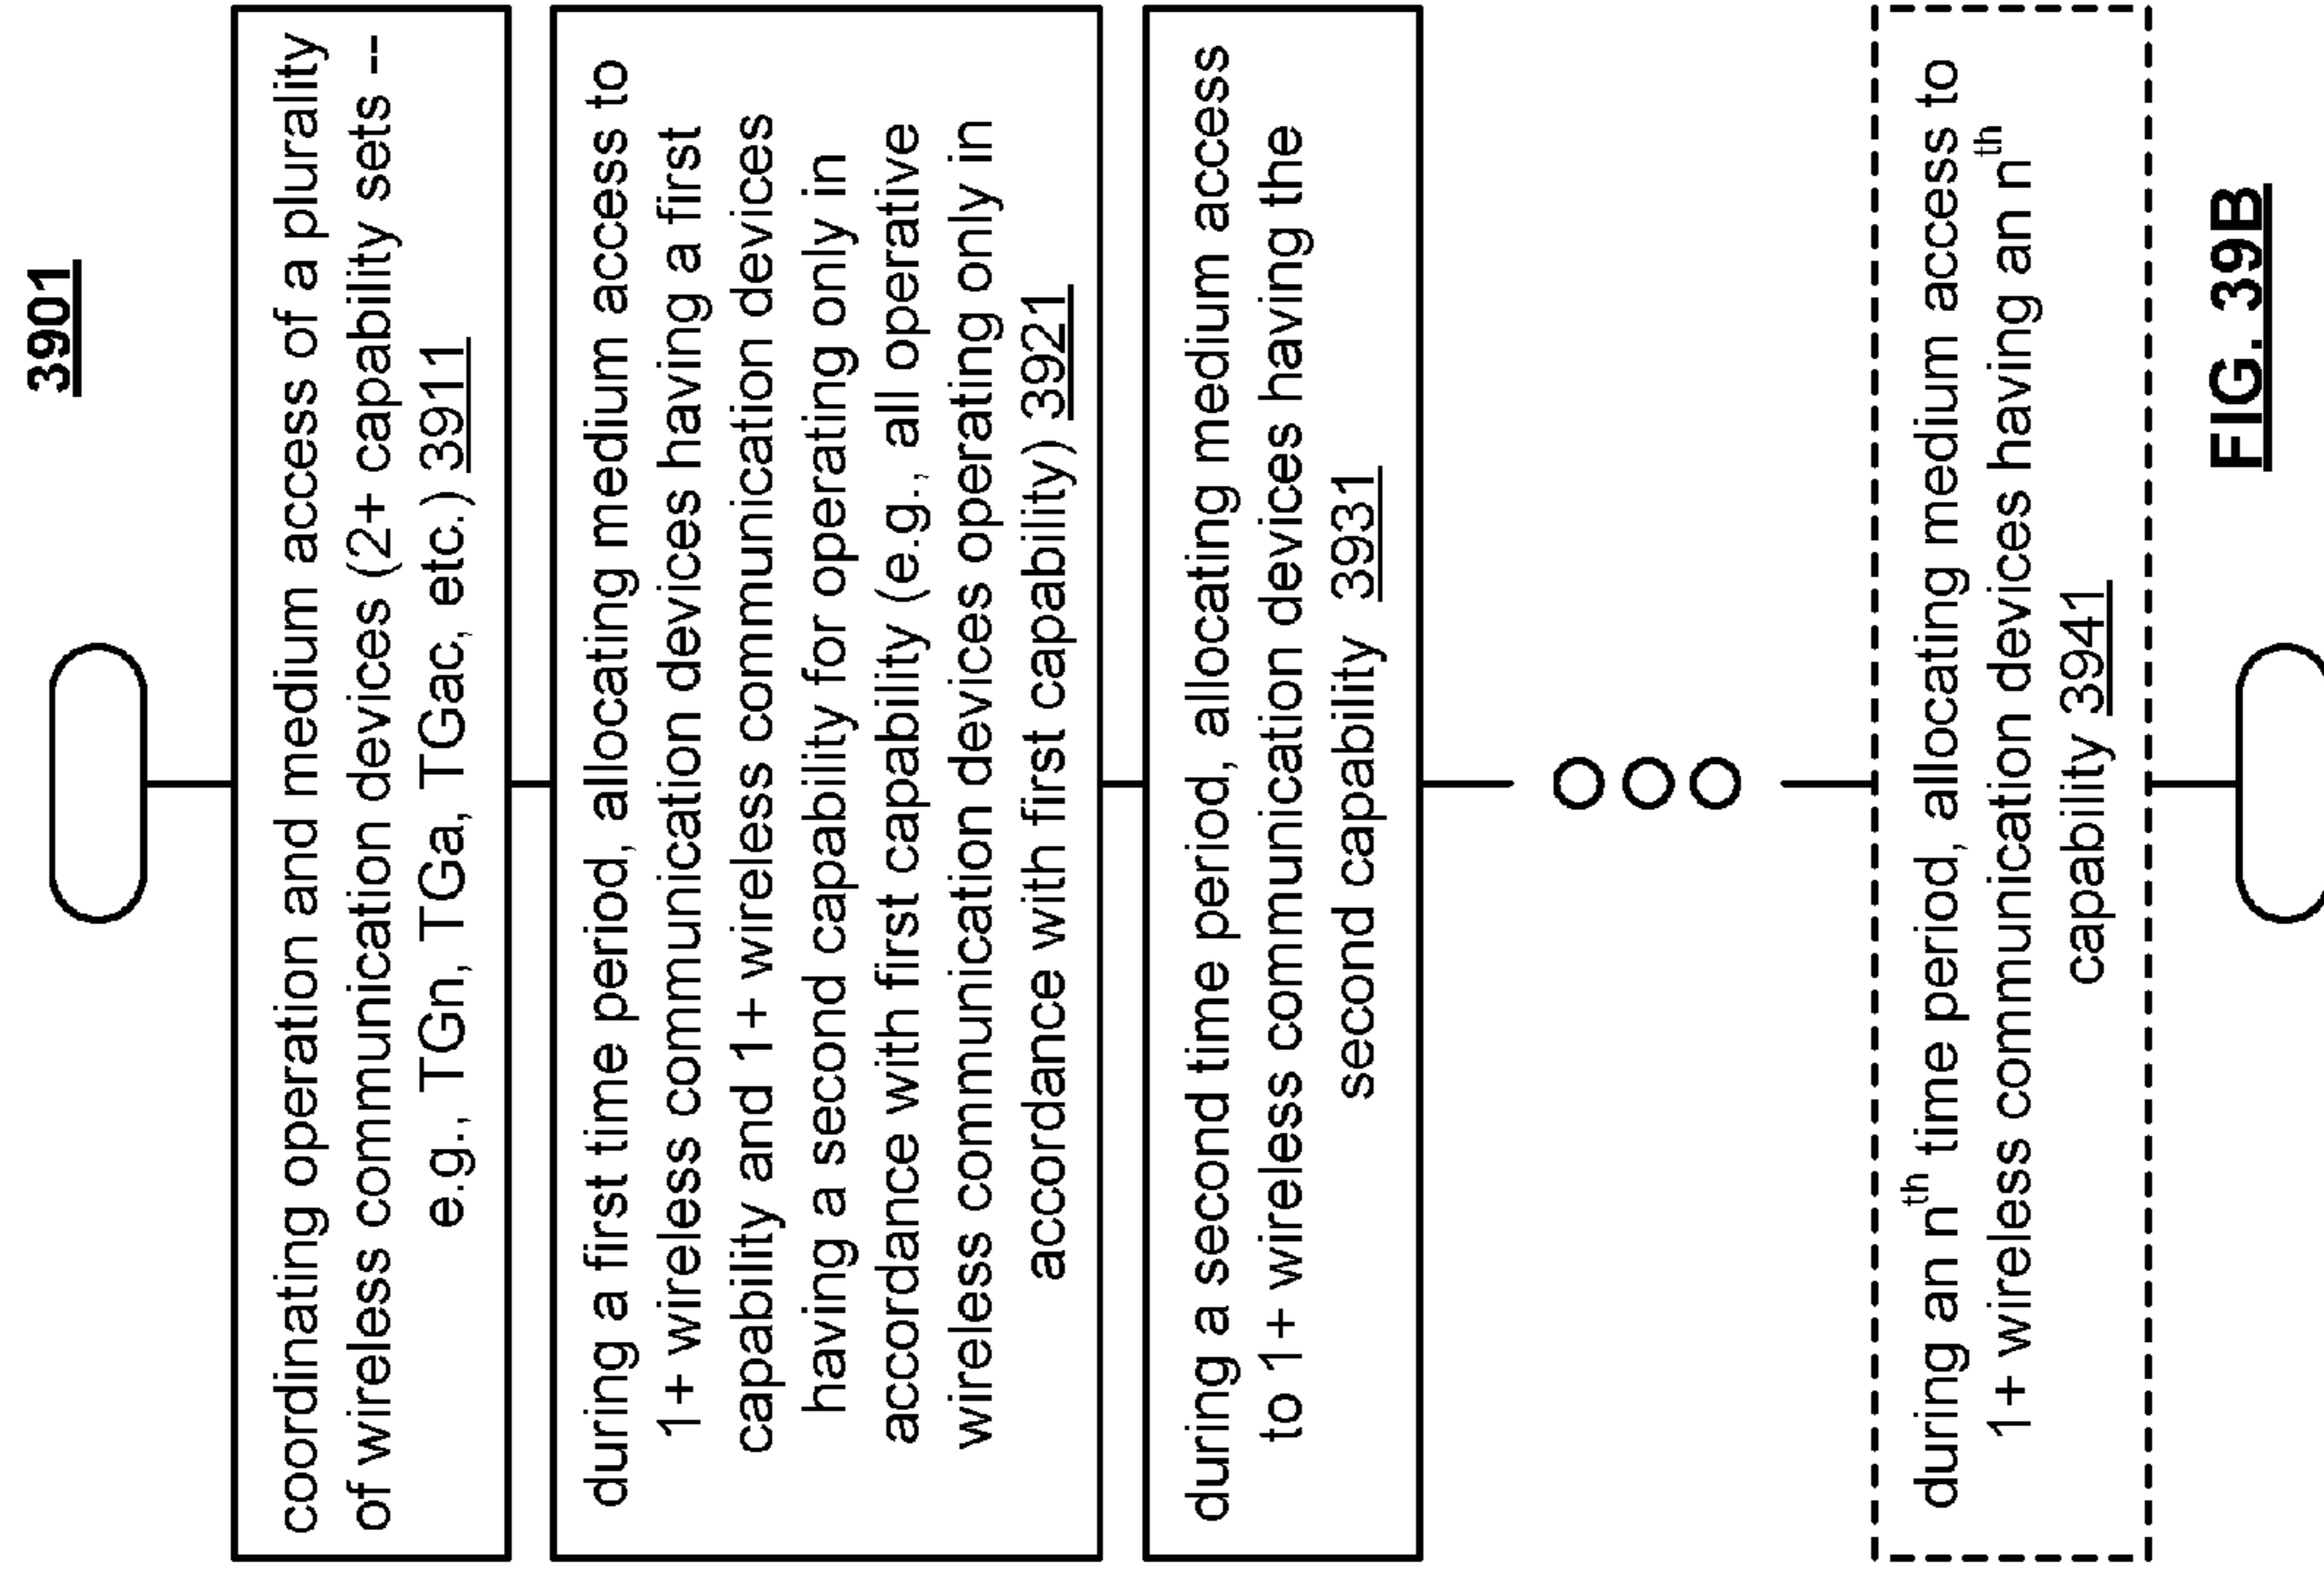 3901
coordinating operation and medium access of a plurality
of wireless communication devices (2+ capability sets --
e.g., TGn, TGa, TGac, etc.) 3911
during a first time period, allocating medium access to
1+ wireless communication devices having a first
capability and 1+ wireless communication devices
having a second capability for operating only in
accordance with first capability (e.g., all operative
wireless communication devices operating only in
accordance with first capability) 3921
during a second time period, allocating medium access
to 1+ wireless communication devices having the
second capability 3931
during an nth time period, allocating medium access to
1+ wireless communication devices having an nth
capability 3941
FIG. 39B